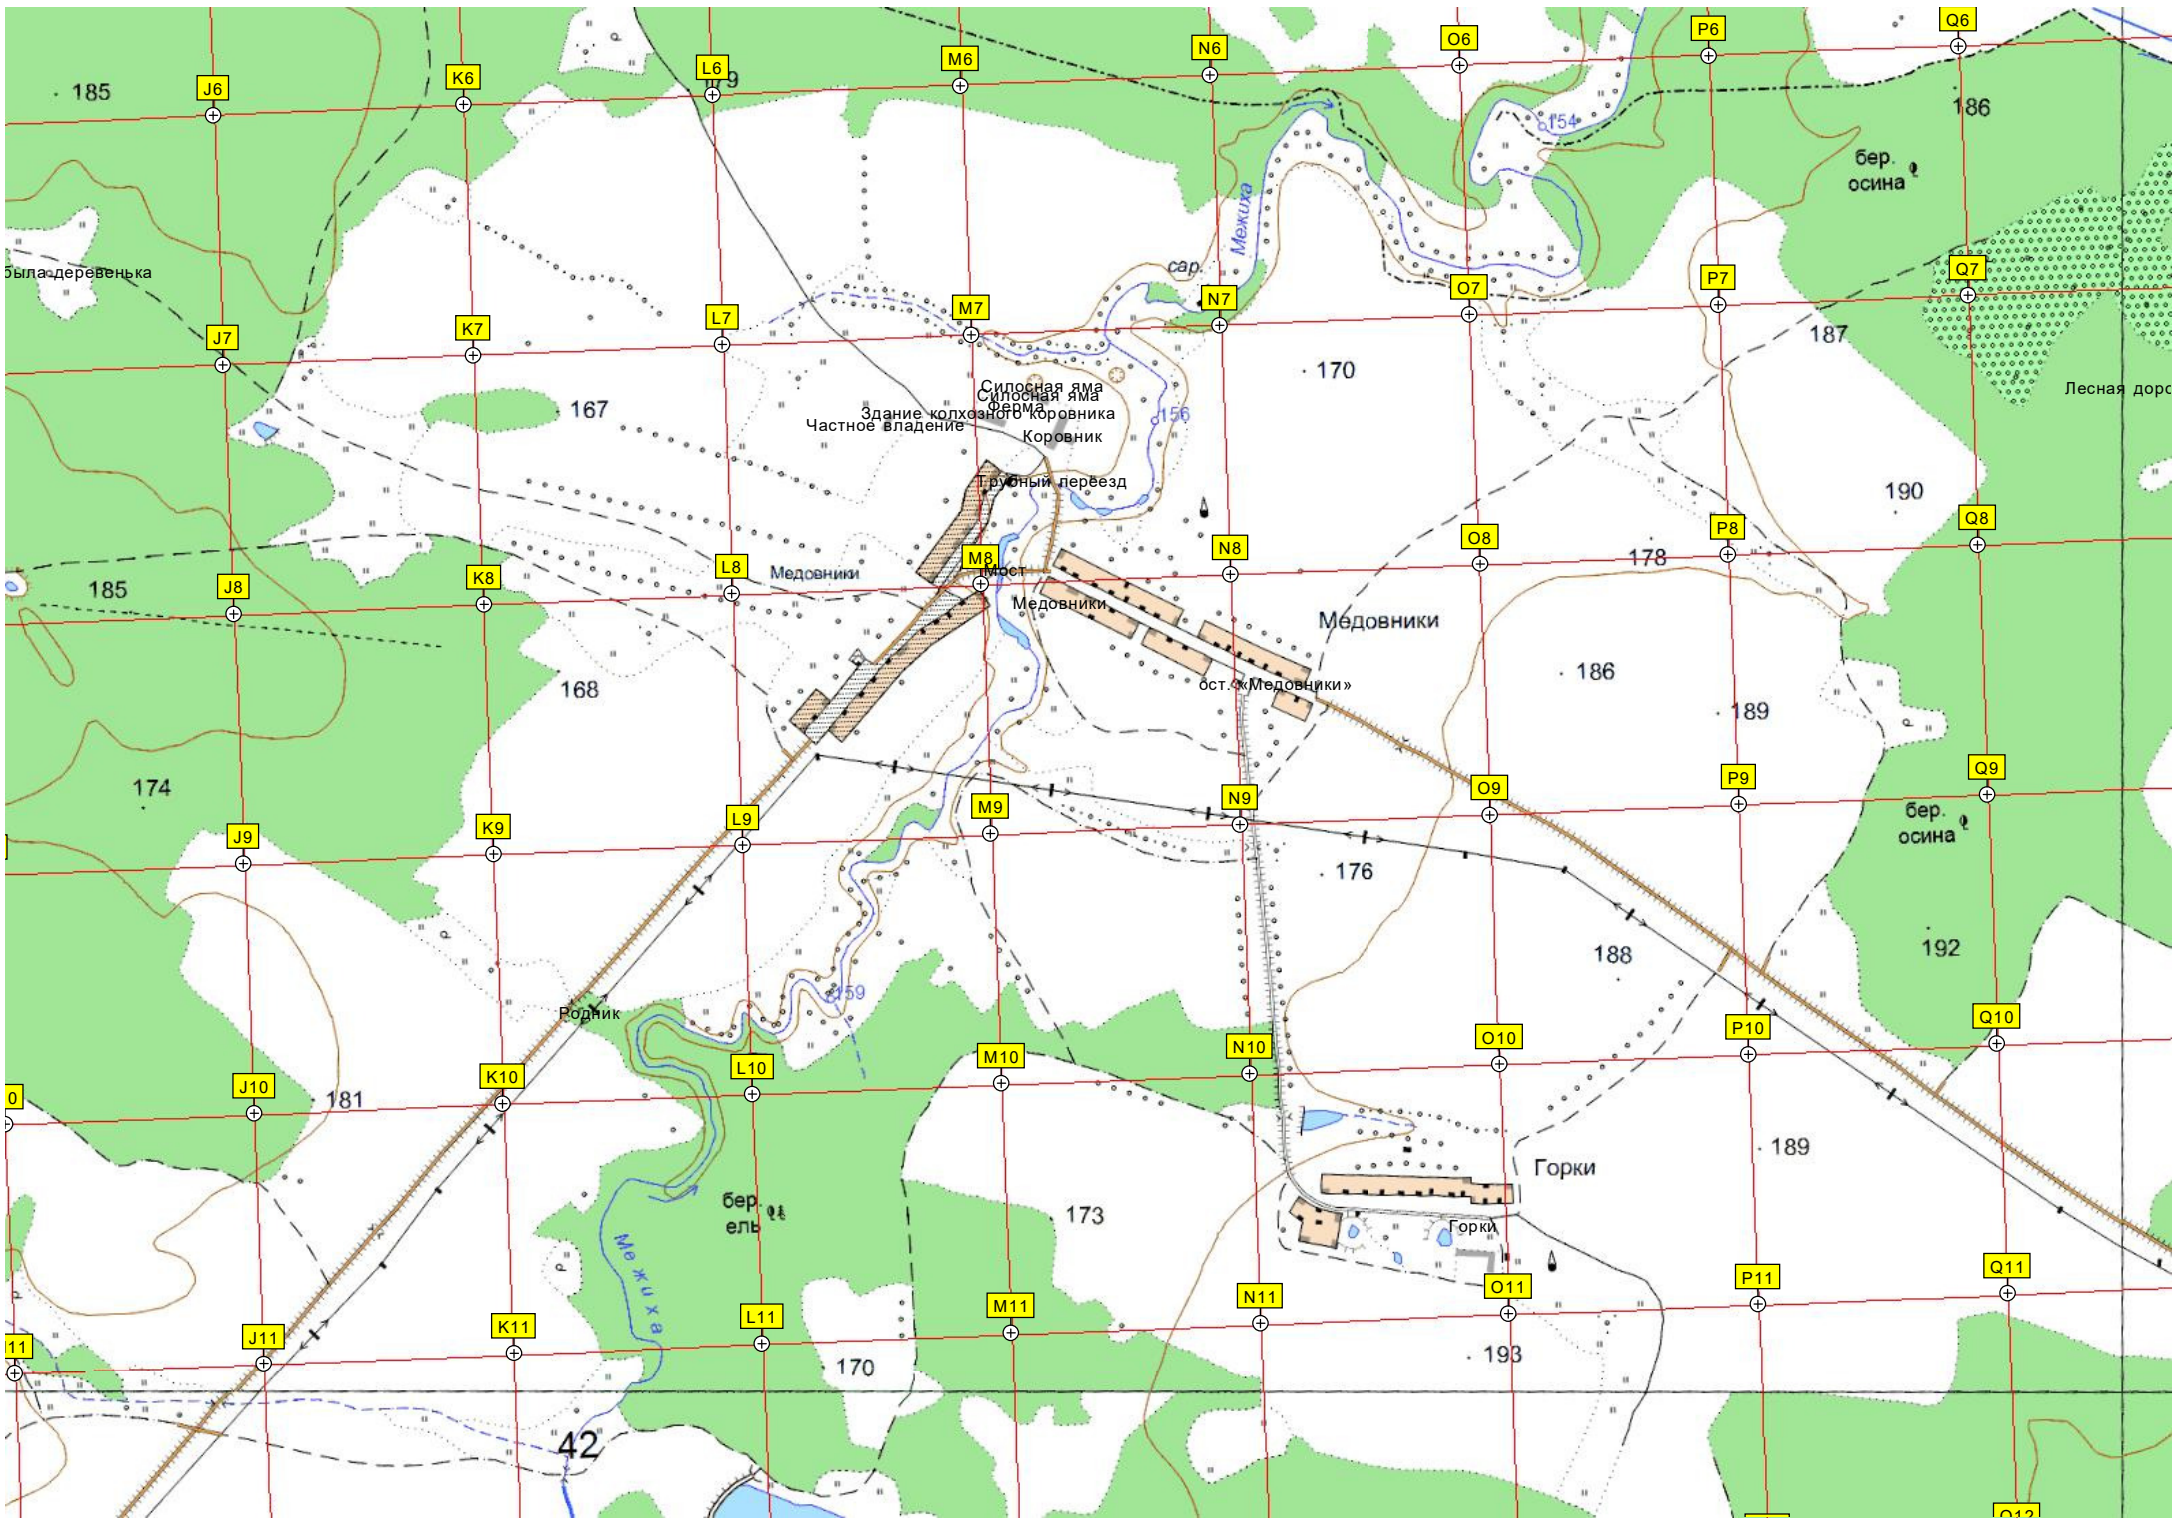 J6
K6
L6
M6
N6
O6
P6
Q6
185
186
154
бер.
осина
Межиха
сар.
была деревенька
J7
K7
L7
M7
N7
O7
P7
Q7
187
170
Лесная доро
167
Силосная яма
Силосная яма
Ферма
Здание колхозного коровника
Частное владение
Коровник
156
Трубный переезд
190
J8
K8
L8
M8
N8
O8
P8
Q8
178
185
Медовники
Мост
Медовники
Медовники
168
186
ост. «Медовники»
189
174
J9
K9
L9
M9
N9
O9
P9
Q9
бер.
осина
176
188
192
159
Родник
0
J10
K10
L10
M10
N10
O10
P10
Q10
181
189
Горки
бер.
ель
173
Горки
Межиха
11
J11
K11
L11
M11
N11
O11
P11
Q11
170
193
42
Q12